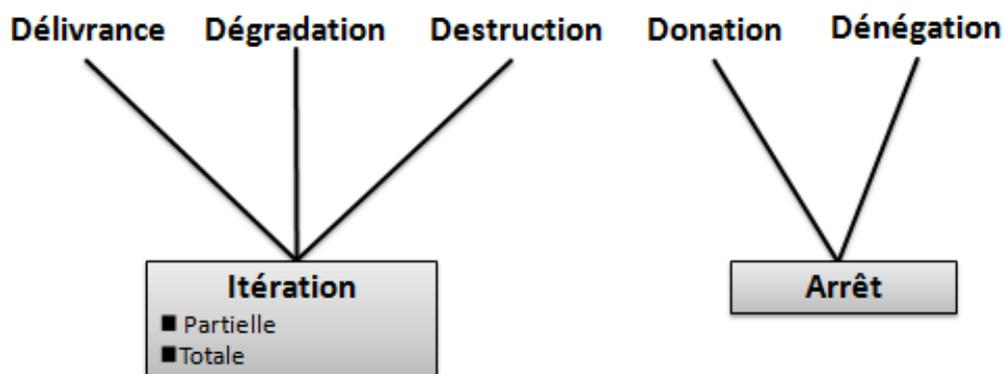 Délivrance Dégradation Destruction Donation Dénégation
Itération
■ Partielle
■ Totale
Arrêt